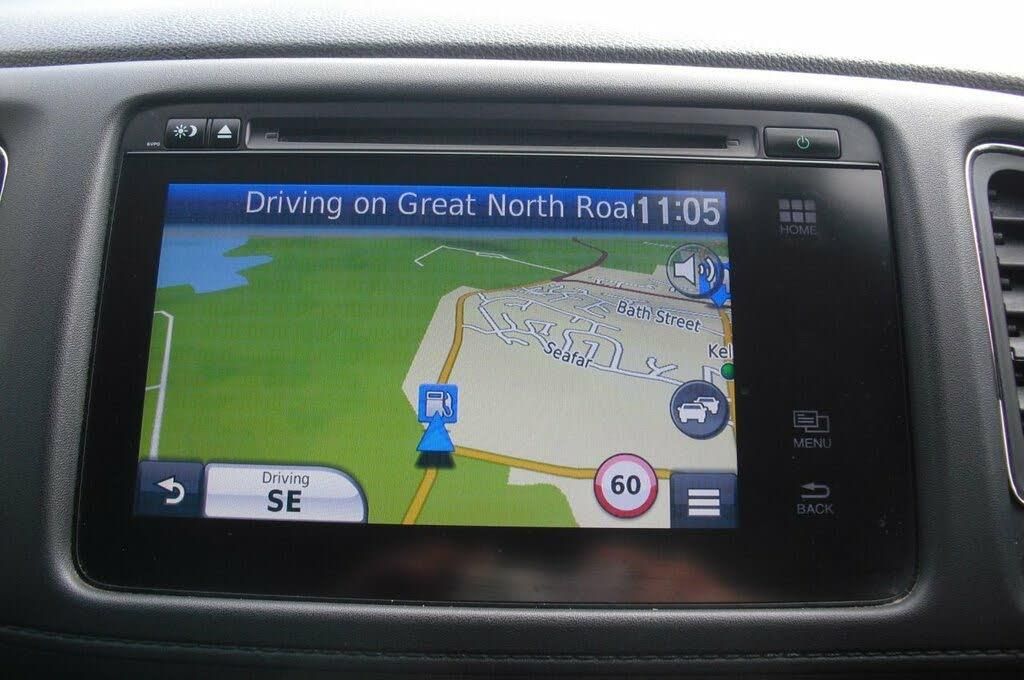 Driving on Great North Roa
11:05
HOME
Bath Street
Seafar
Kel
MENU
Driving
SE
60
BACK